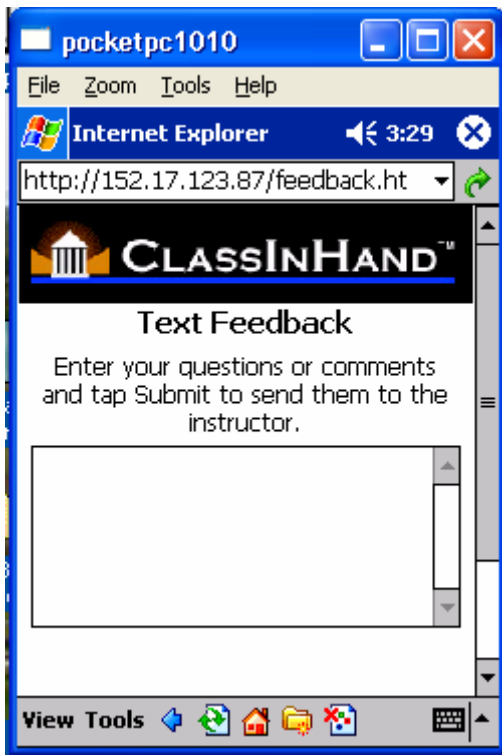 pocketpc1010
File Zoom Tools Help
Internet Explorer 3:29
http://152.17.123.87/feedback.ht
CLASSINHAND™
Text Feedback
Enter your questions or comments
and tap Submit to send them to the
instructor.
View Tools